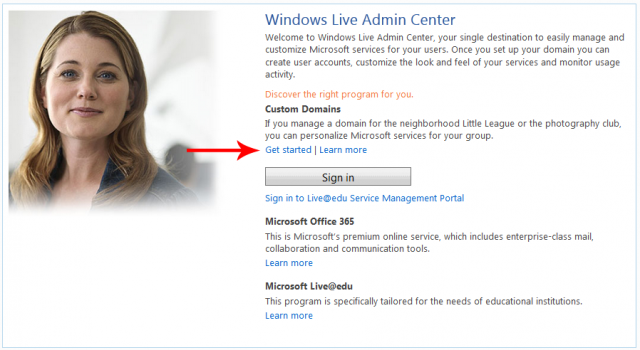 Windows Live Admin Center
Welcome to Windows Live Admin Center, your single destination to easily manage and
customize Microsoft services for your users. Once you set up your domain you can
create user accounts, customize the look and feel of your services and monitor usage
activity.
Discover the right program for you.
Custom Domains
If you manage a domain for the neighborhood Little League or the photography club,
you can personalize Microsoft services for your group.
Get started | Learn more
Sign in
Sign in to Live@edu Service Management Portal
Microsoft Office 365
This is Microsoft's premium online service, which includes enterprise-class mail,
collaboration and communication tools.
Learn more
Microsoft Live@edu
This program is specifically tailored for the needs of educational institutions.
Learn more